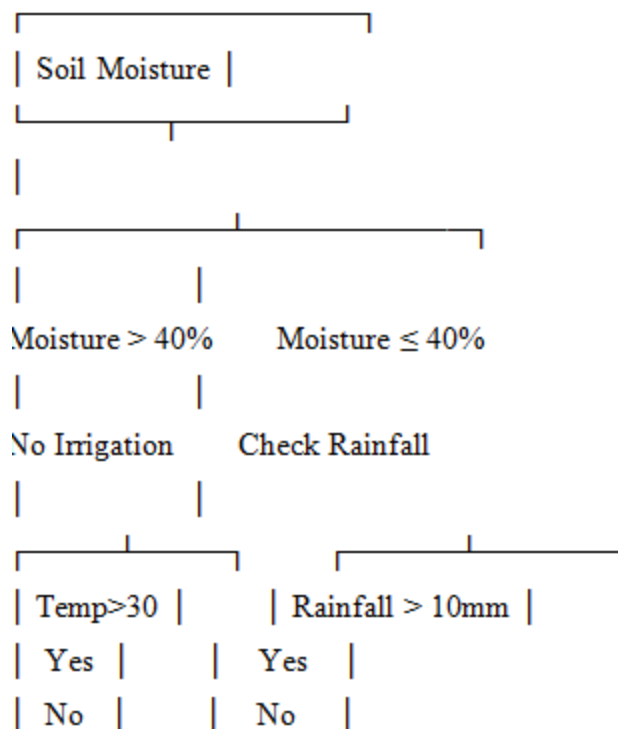 Soil Moisture
Moisture > 40% Moisture ≤ 40%
No Irrigation Check Rainfall
Temp>30 Rainfall > 10mm
Yes Yes
No No